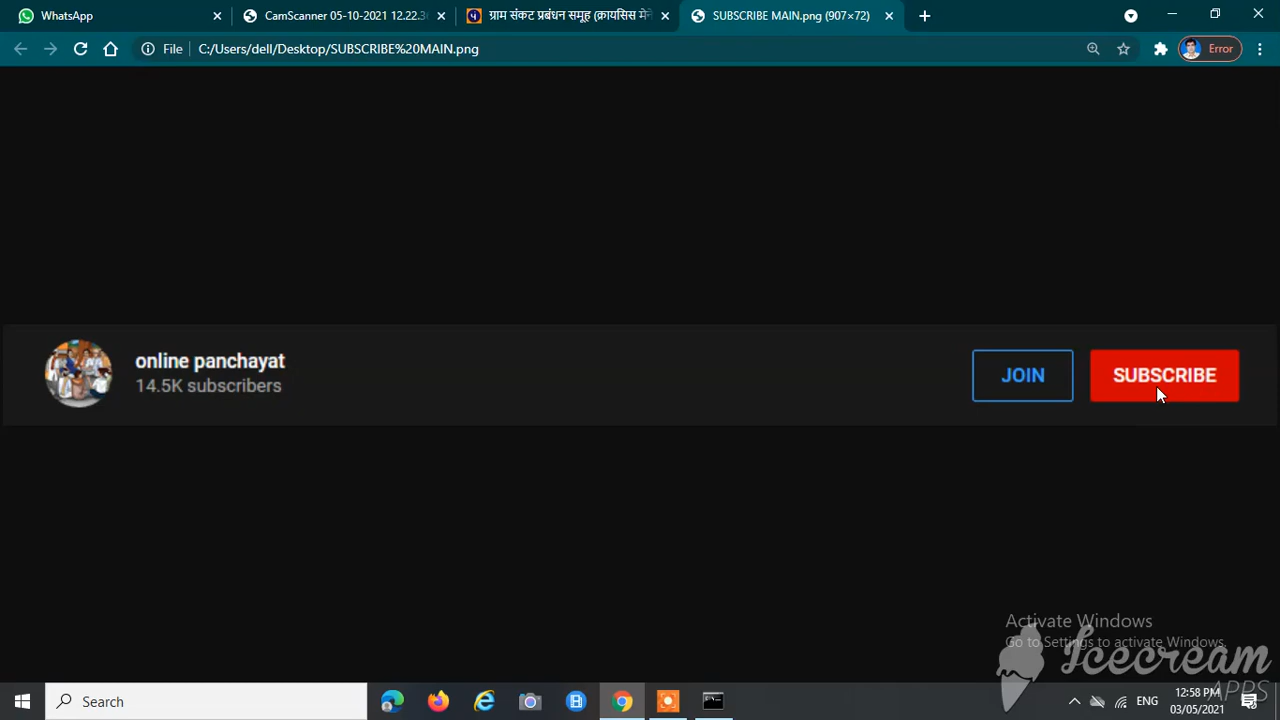 WhatsApp
CamScanner 05-10-2021 12.22.36
ग्राम संकट प्रबंधन समूह (क्रायसिस मैने
SUBSCRIBE MAIN.png (907×72)
File
C:/Users/dell/Desktop/SUBSCRIBE%20MAIN.png
Error
online panchayat
14.5K subscribers
JOIN
SUBSCRIBE
Activate Windows
Go to Settings to activate Windows.
Icecream
APPS
Search
ENG
12:58 PM
03/05/2021